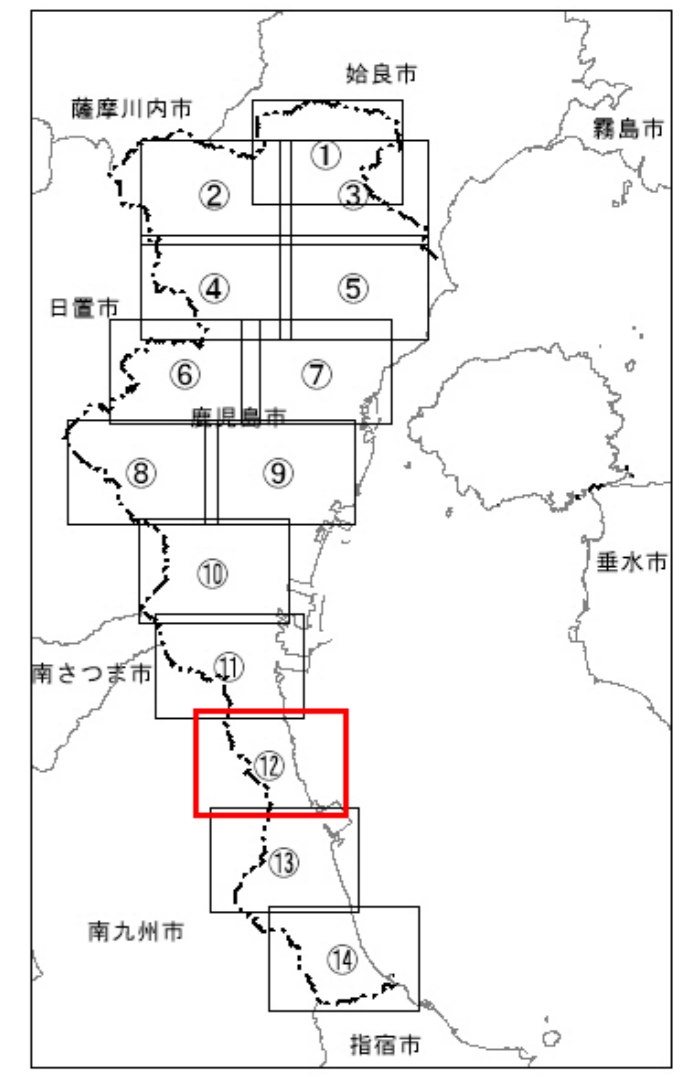 姶良市
薩摩川内市
霧島市
①
②
③
④
⑤
日置市
⑥
⑦
鹿児島市
⑧
⑨
垂水市
⑩
南さつま市
⑪
⑫
⑬
南九州市
⑭
指宿市